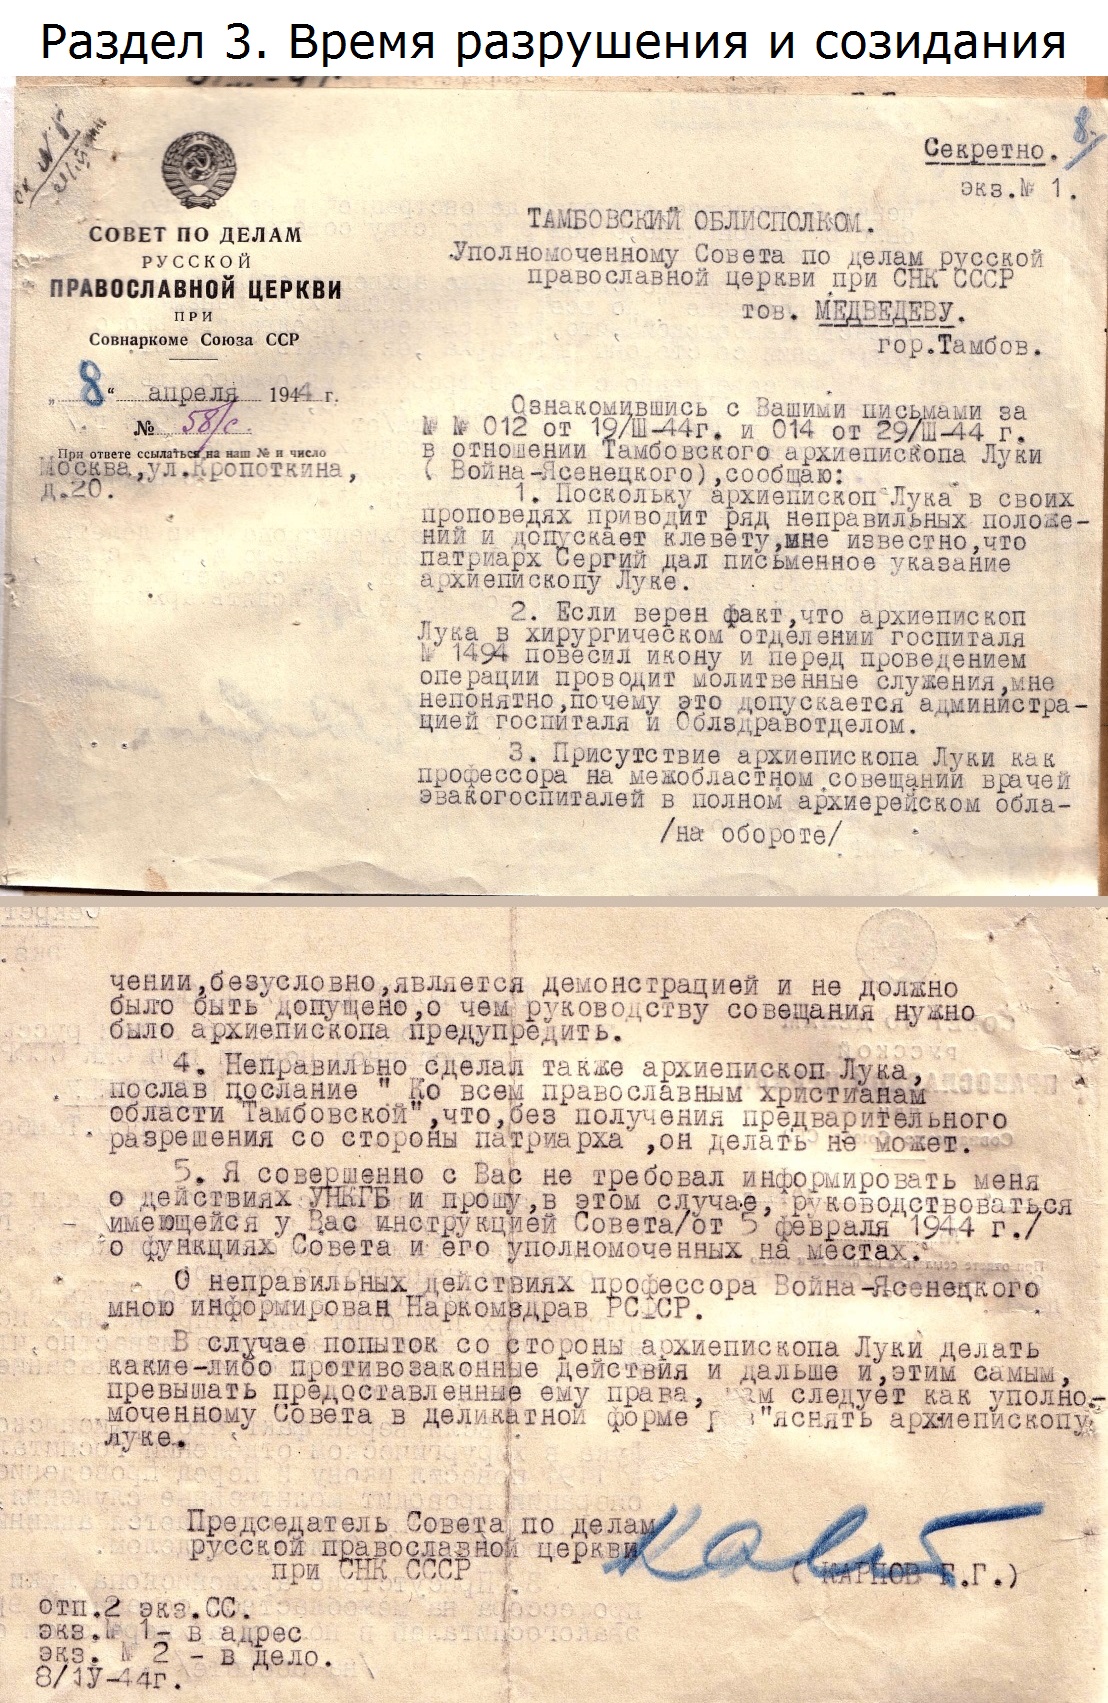 Раздел 3. Время разрушения и созидания
8.
Секретно.
экз.№ 1.
СОВЕТ ПО ДЕЛАМ
РУССКОЙ
ПРАВОСЛАВНОЙ ЦЕРКВИ
ПРИ
Совнаркоме Союза ССР
„8“ апреля 1944 г.
№ 58/с.
При ответе ссылаться на наш № и число
Москва,ул.Кропоткина,
д.20.
ТАМБОВСКИЙ ОБЛИСПОЛКОМ.
Уполномоченному Совета по делам русской
православной церкви при СНК СССР
тов. МЕДВЕДЕВУ.
гор.Тамбов.
Ознакомившись с Вашими письмами за
№ № 012 от 19/III-44г. и 014 от 29/III-44 г.
в отношении Тамбовского архиепископа Луки
( Война-Ясенецкого),сообщаю:
1. Поскольку архиепископ Лука в своих
проповедях приводит ряд неправильных положе-
ний и допускает клевету,мне известно,что
патриарх Сергий дал письменное указание
архиепископу Луке.
2. Если верен факт,что архиепископ
Лука в хирургическом отделении госпиталя
№ 1494 повесил икону и перед проведением
операции проводит молитвенные служения,мне
непонятно,почему это допускается администра-
цией госпиталя и Облздравотделом.
3. Присутствие архиепископа Луки как
профессора на межобластном совещании врачей
эвакогоспиталей в полном архиерейском обла-
/на обороте/
чении,безусловно,является демонстрацией и не должно
было быть допущено,о чем руководству совещания нужно
было архиепископа предупредить.
4. Неправильно сделал также архиепископ Лука,
послав послание " Ко всем православным христианам
области Тамбовской",что,без получения предварительного
разрешения со стороны патриарха ,он делать не может.
5. Я совершенно с Вас не требовал информировать меня
о действиях УНКГБ и прошу,в этом случае, руководствоваться
имеющейся у Вас инструкцией Совета/от 5 февраля 1944 г./
о функциях Совета и его уполномоченных на местах.
О неправильных действиях профессора Война-Ясенецкого
мною информирован Наркомздрав РСФСР.
В случае попыток со стороны архиепископа Луки делать
какие-либо противозаконные действия и дальше и,этим самым,
превышать предоставленные ему права, вам следует как уполно-
моченному Совета в деликатной форме раз"яснять архиепископу
луке.
Председатель Совета по делам
русской православной церкви
при СНК СССР
( КАРПОВ Г.Г.)
отп.2 экз.СС.
экз.№ 1- в адрес
экз. № 2 - в дело.
8/1У-44г.